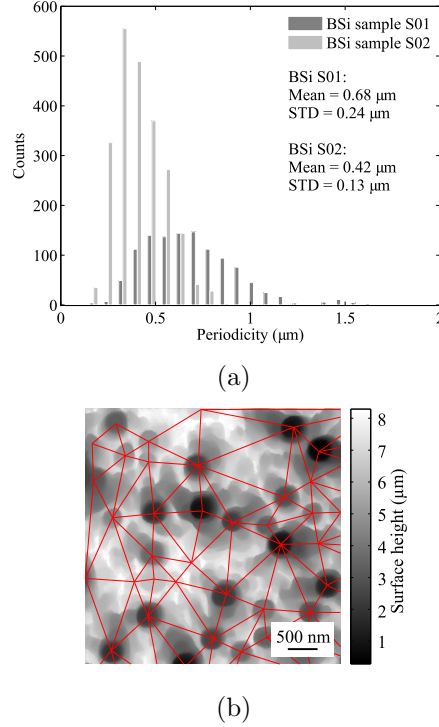 600
500
400
300
200
100
0
Counts
0
0.5
1
1.5
2
Periodicity (μm)
BSi sample S01
BSi sample S02
BSi S01:
Mean = 0.68 μm
STD = 0.24 μm
BSi S02:
Mean = 0.42 μm
STD = 0.13 μm
(a)
8
7
6
5
4
3
2
1
Surface height (μm)
500 nm
(b)